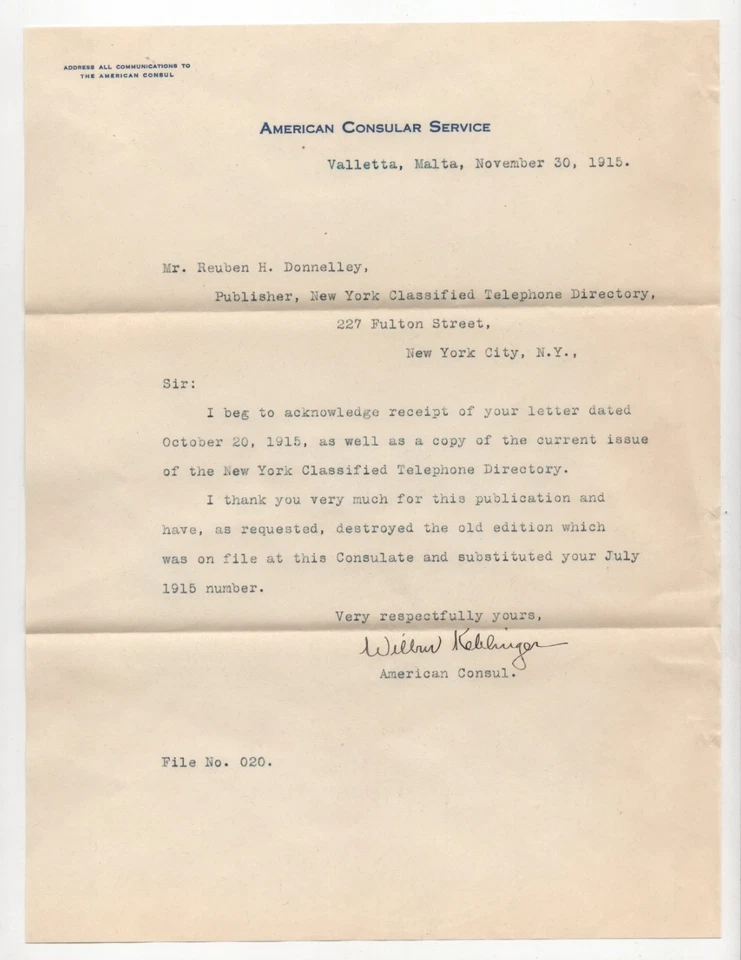 ADDRESS ALL COMMUNICATIONS TO
THE AMERICAN CONSUL
AMERICAN CONSULAR SERVICE
Valletta, Malta, November 30, 1915.
Mr. Reuben H. Donnelley,
Publisher, New York Classified Telephone Directory,
227 Fulton Street,
New York City, N.Y.,
Sir:
I beg to acknowledge receipt of your letter dated
October 20, 1915, as well as a copy of the current issue
of the New York Classified Telephone Directory.
I thank you very much for this publication and
have, as requested, destroyed the old edition which
was on file at this Consulate and substituted your July
1915 number.
Very respectfully yours,
Wilbur Keblinger
American Consul.
File No. 020.